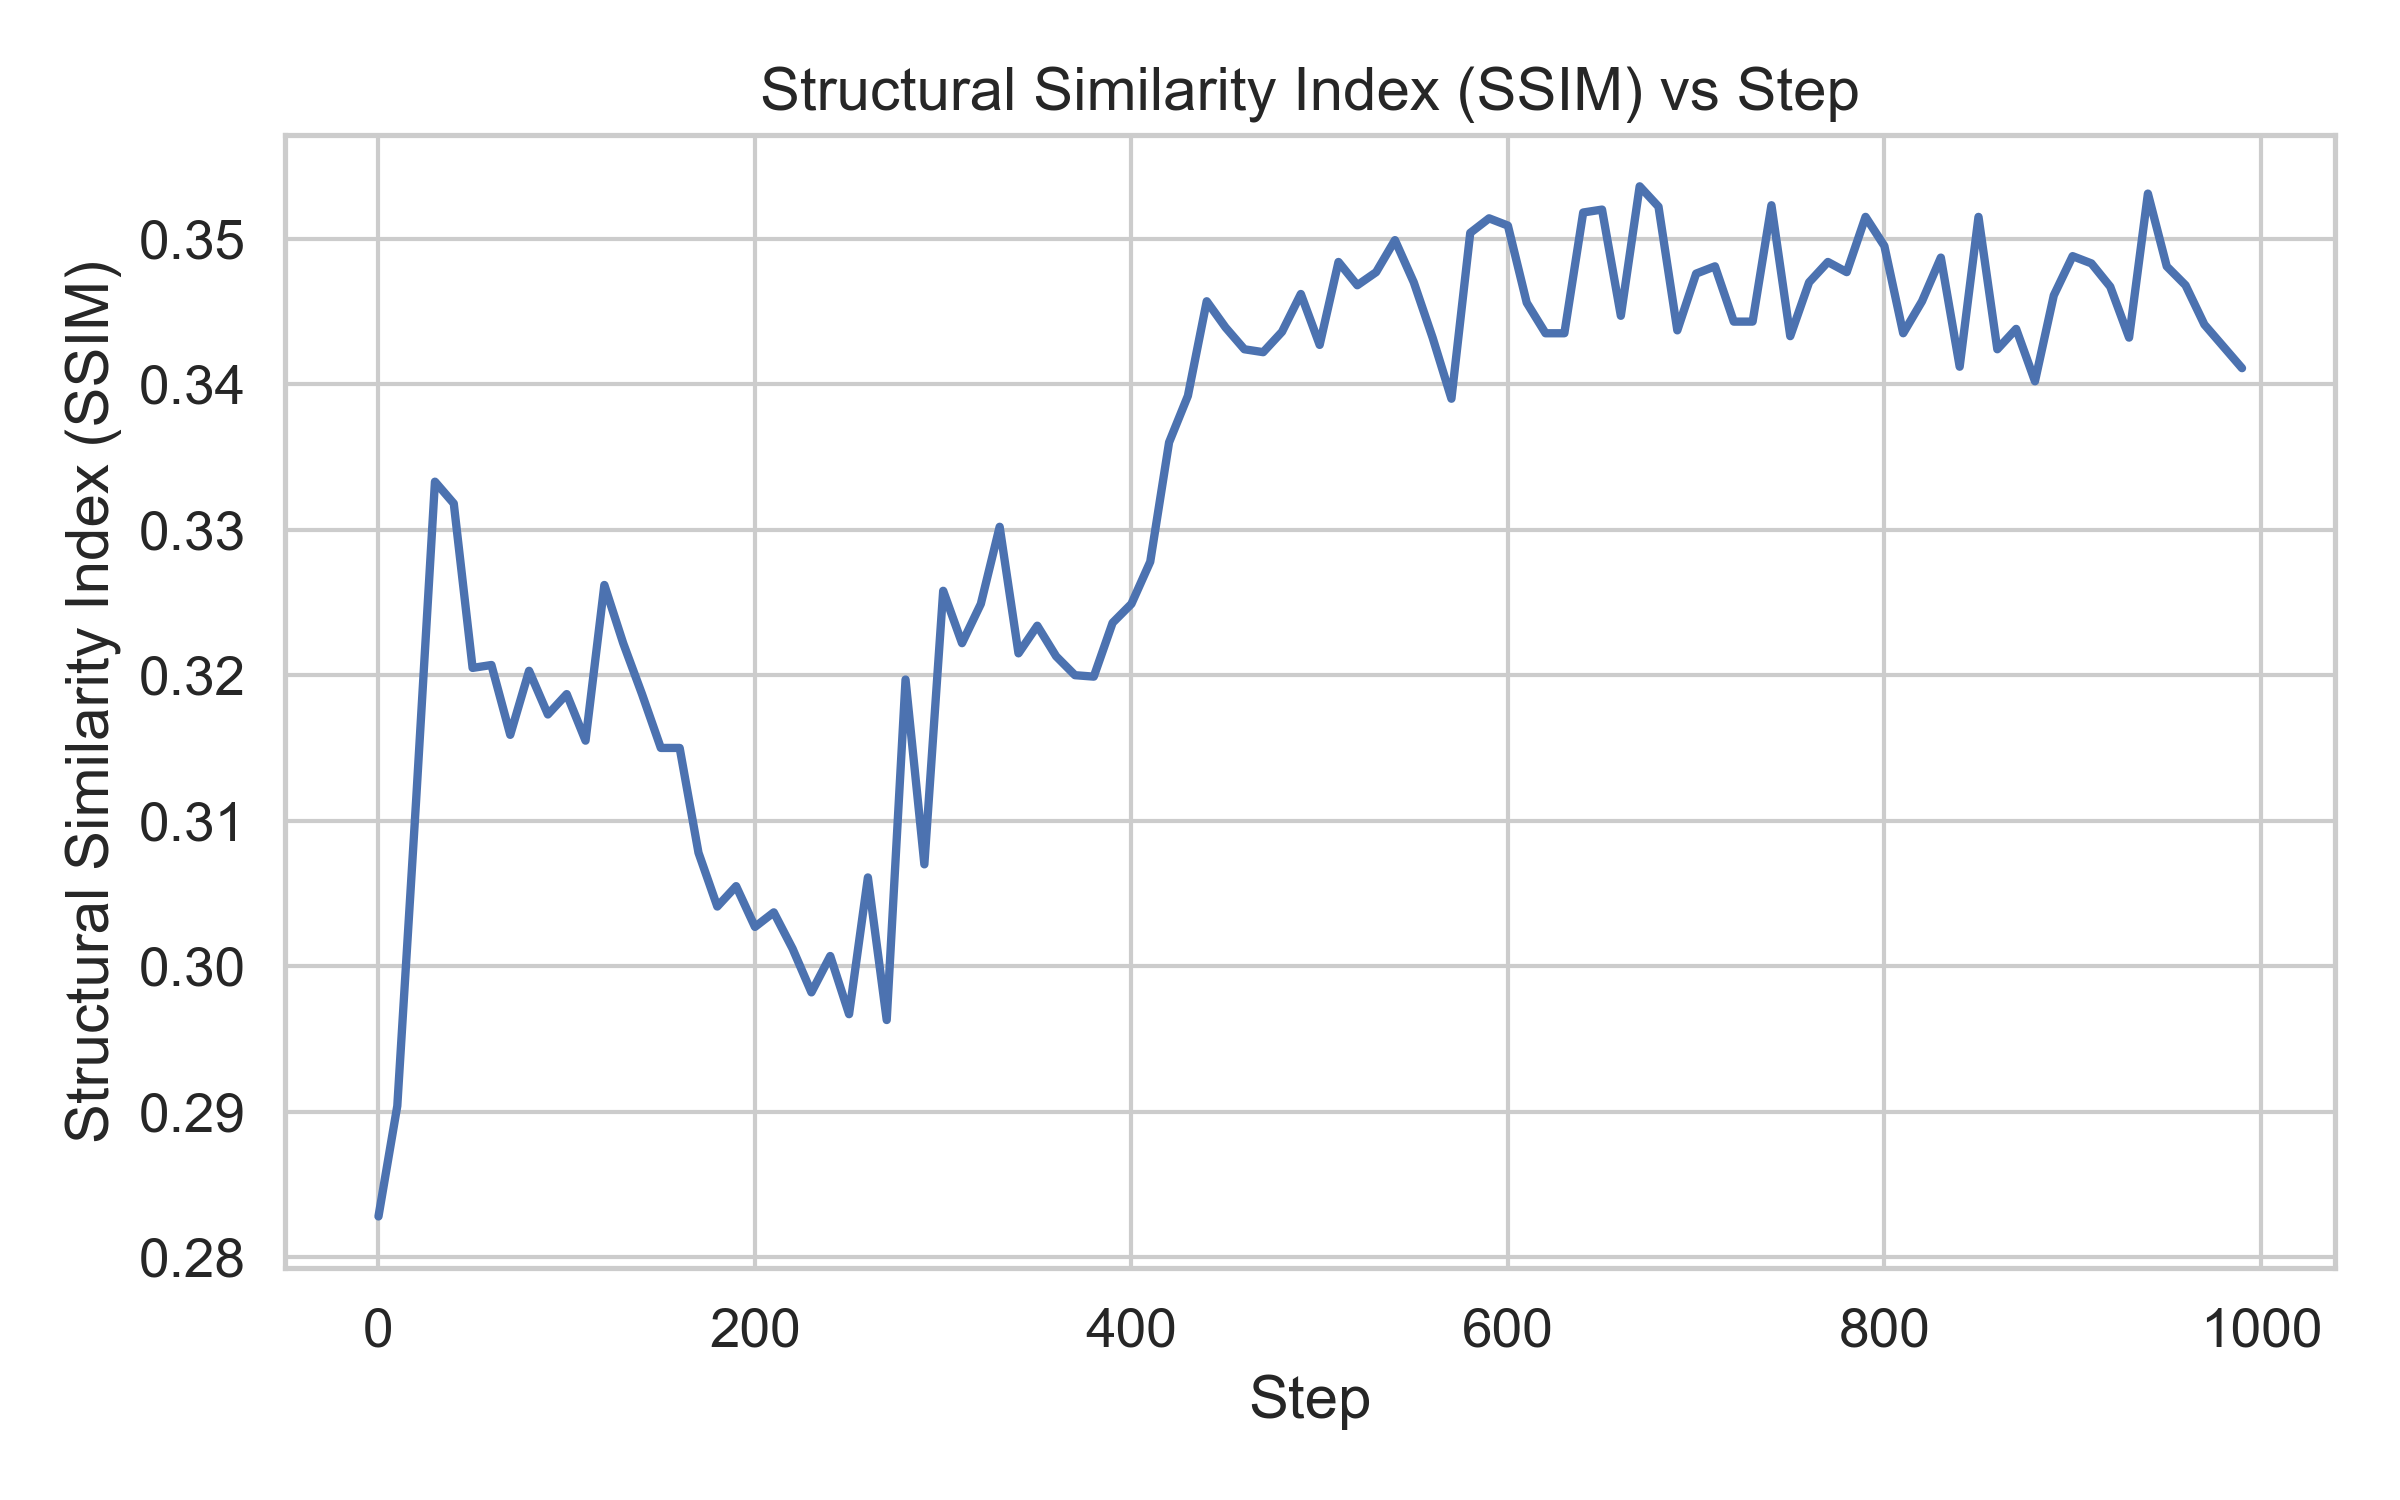 Structural Similarity Index (SSIM) vs Step
Structural Similarity Index (SSIM)
0.35
0.34
0.33
0.32
0.31
0.30
0.29
0.28
0 200 400 600 800 1000
Step